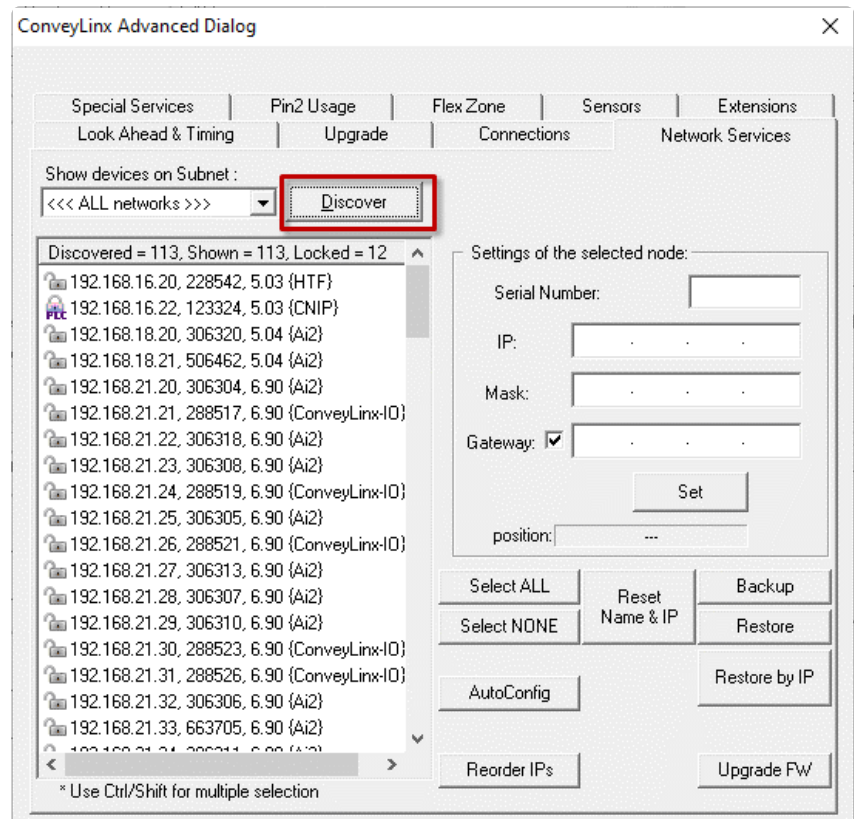 ConveyLinx Advanced Dialog
Special Services Pin2 Usage Flex Zone Sensors Extensions
Look Ahead & Timing Upgrade Connections Network Services
Show devices on Subnet :
<<< ALL networks >>> Discover
Discovered = 113, Shown = 113, Locked = 12
192.168.16.20, 228542, 5.03 {HTF}
PLC 192.168.16.22, 123324, 5.03 {CNIP}
192.168.18.20, 306320, 5.04 {Ai2}
192.168.18.21, 506462, 5.04 {Ai2}
192.168.21.20, 306304, 6.90 {Ai2}
192.168.21.21, 288517, 6.90 {ConveyLinx-IO}
192.168.21.22, 306318, 6.90 {Ai2}
192.168.21.23, 306308, 6.90 {Ai2}
192.168.21.24, 288519, 6.90 {ConveyLinx-IO}
192.168.21.25, 306305, 6.90 {Ai2}
192.168.21.26, 288521, 6.90 {ConveyLinx-IO}
192.168.21.27, 306313, 6.90 {Ai2}
192.168.21.28, 306307, 6.90 {Ai2}
192.168.21.29, 306310, 6.90 {Ai2}
192.168.21.30, 288523, 6.90 {ConveyLinx-IO}
192.168.21.31, 288526, 6.90 {ConveyLinx-IO}
192.168.21.32, 306306, 6.90 {Ai2}
192.168.21.33, 663705, 6.90 {Ai2}
* Use Ctrl/Shift for multiple selection
Settings of the selected node:
Serial Number:
IP: . . .
Mask: . . .
Gateway: . . .
Set
position: ---
Select ALL
Select NONE
Reset
Name & IP
Backup
Restore
AutoConfig
Restore by IP
Reorder IPs
Upgrade FW